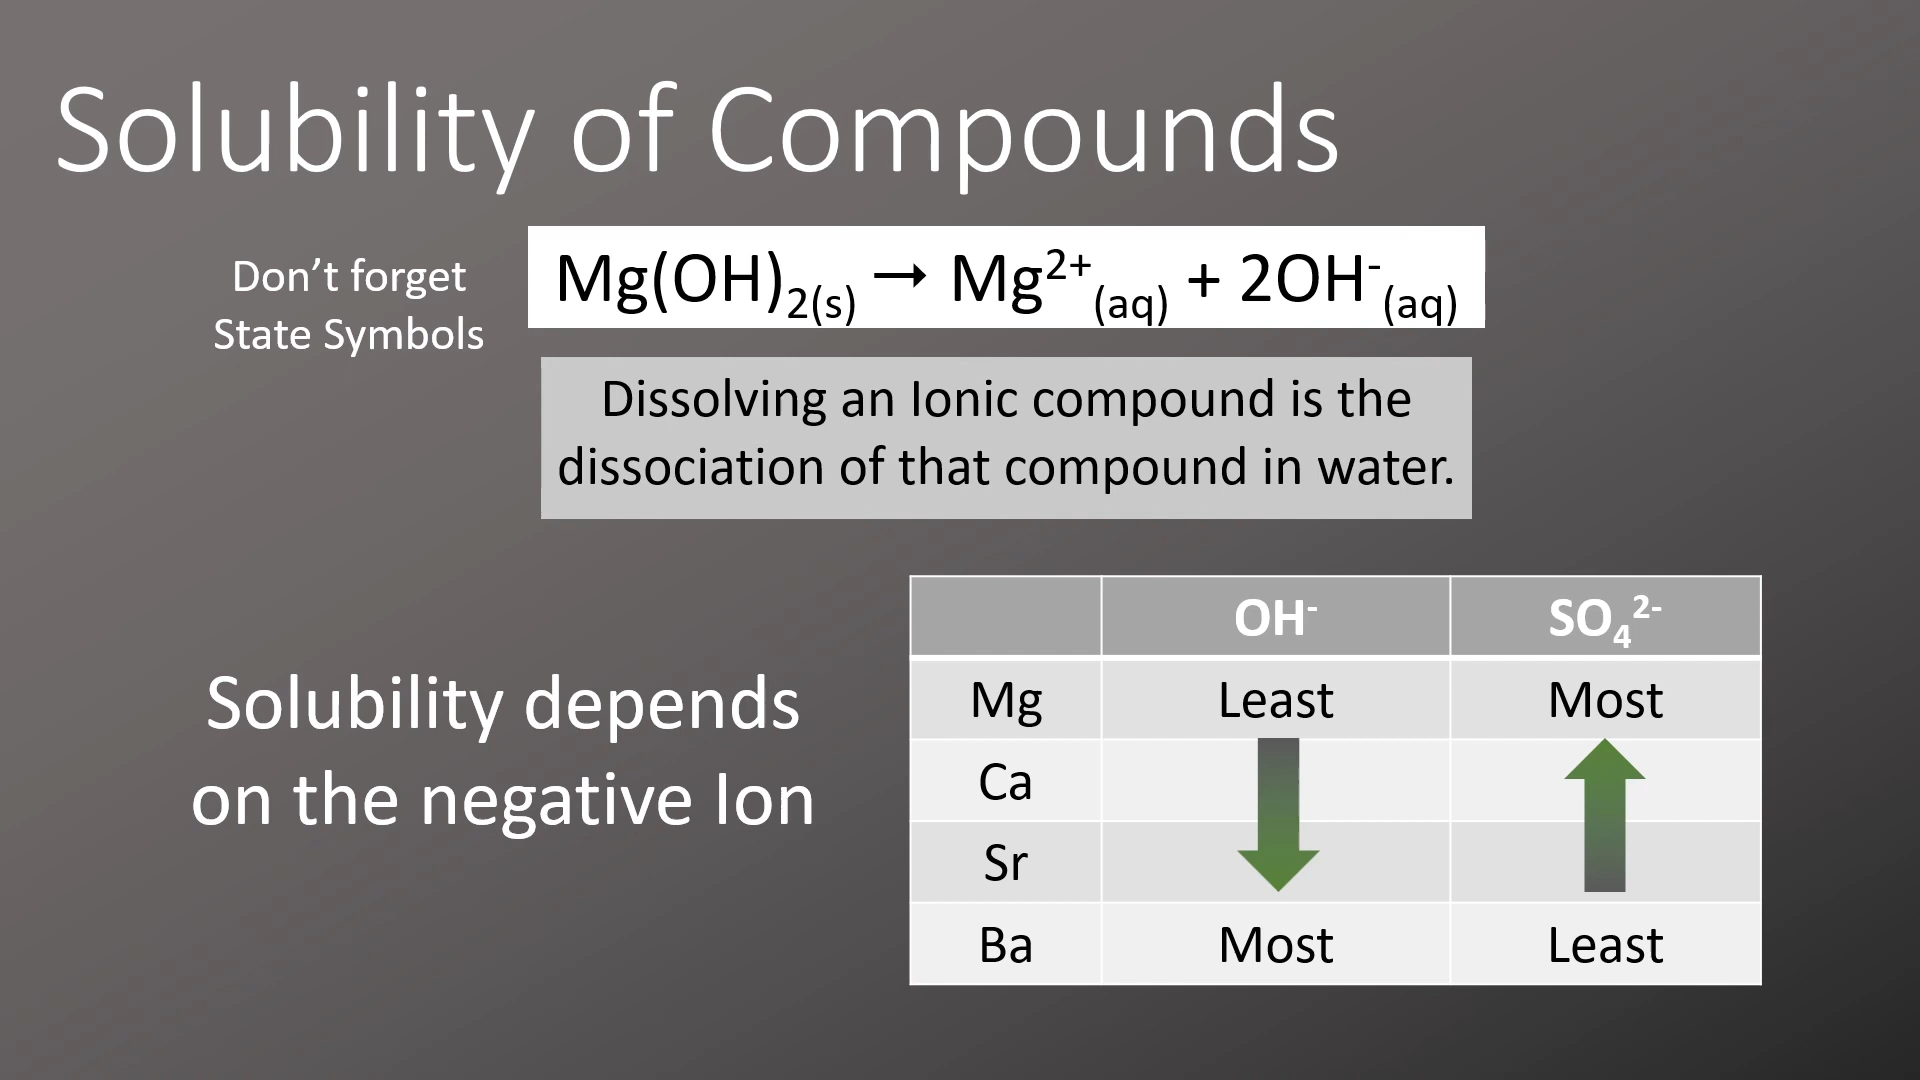 Solubility of Compounds
Don’t forget
State Symbols
Mg(OH)₂₍ₛ₎ → Mg²⁺(aq) + 2OH⁻(aq)
Dissolving an Ionic compound is the
dissociation of that compound in water.
Solubility depends
on the negative Ion
OH⁻ SO₄²⁻
Mg Least Most
Ca
Sr
Ba Most Least